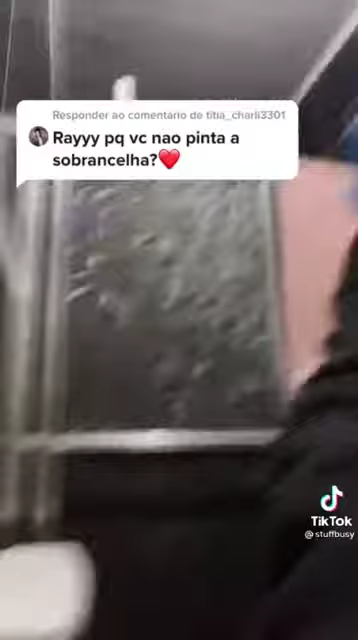 Responder ao comentário de titia_charli3301
Rayyy pq vc nao pinta a
sobrancelha?❤️
TikTok
@stuffbusy